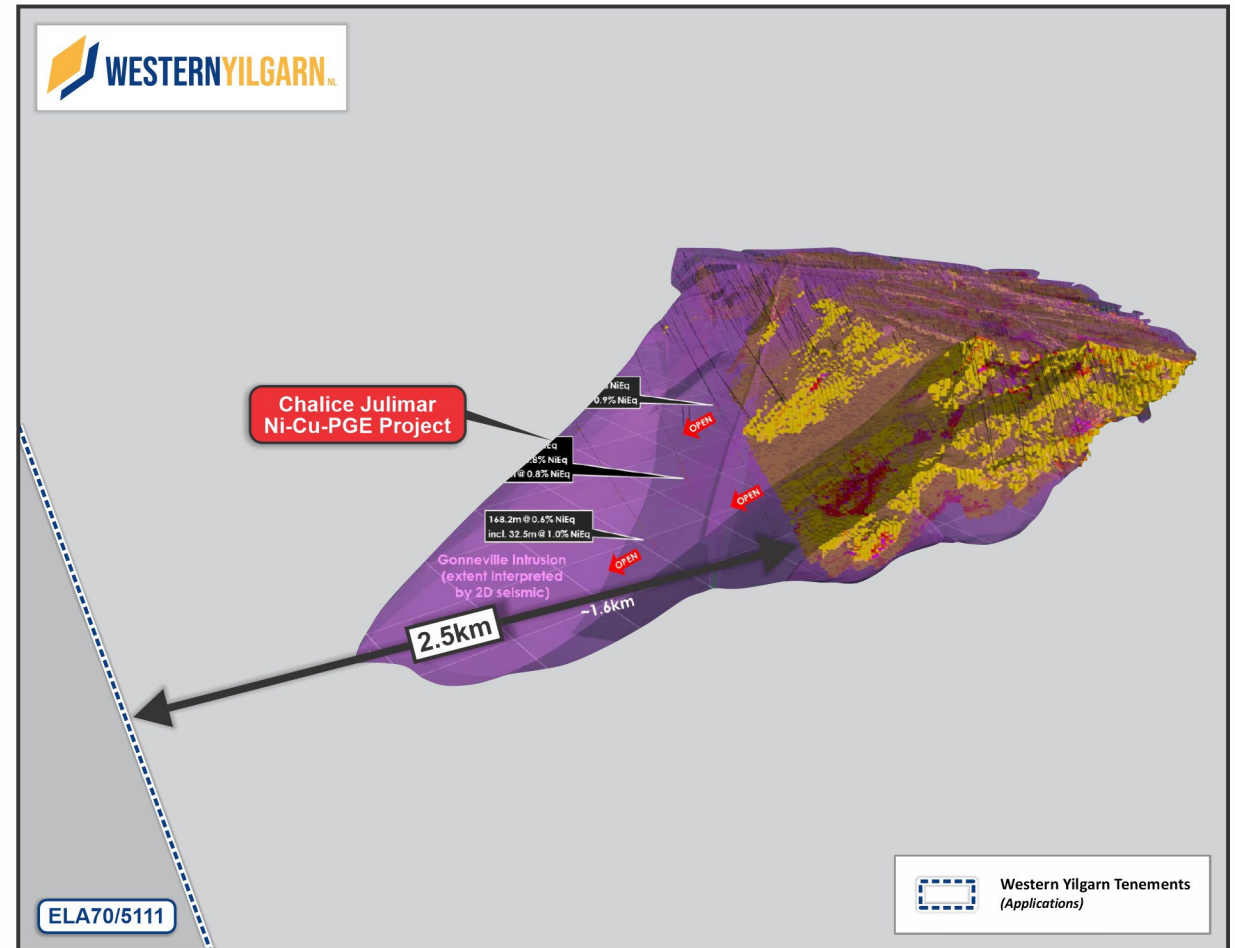 WESTERNYILGARN NL
Chalice Julimar
Ni-Cu-PGE Project
NiEq
0.9% NiEq
OPEN
8% NiEq
@ 0.8% NiEq
OPEN
168.2m @ 0.6% NiEq
incl. 32.5m @ 1.0% NiEq
OPEN
Gonneville Intrusion
(extent interpreted
by 2D seismic)
~1.6km
2.5km
ELA70/5111
Western Yilgarn Tenements
(Applications)